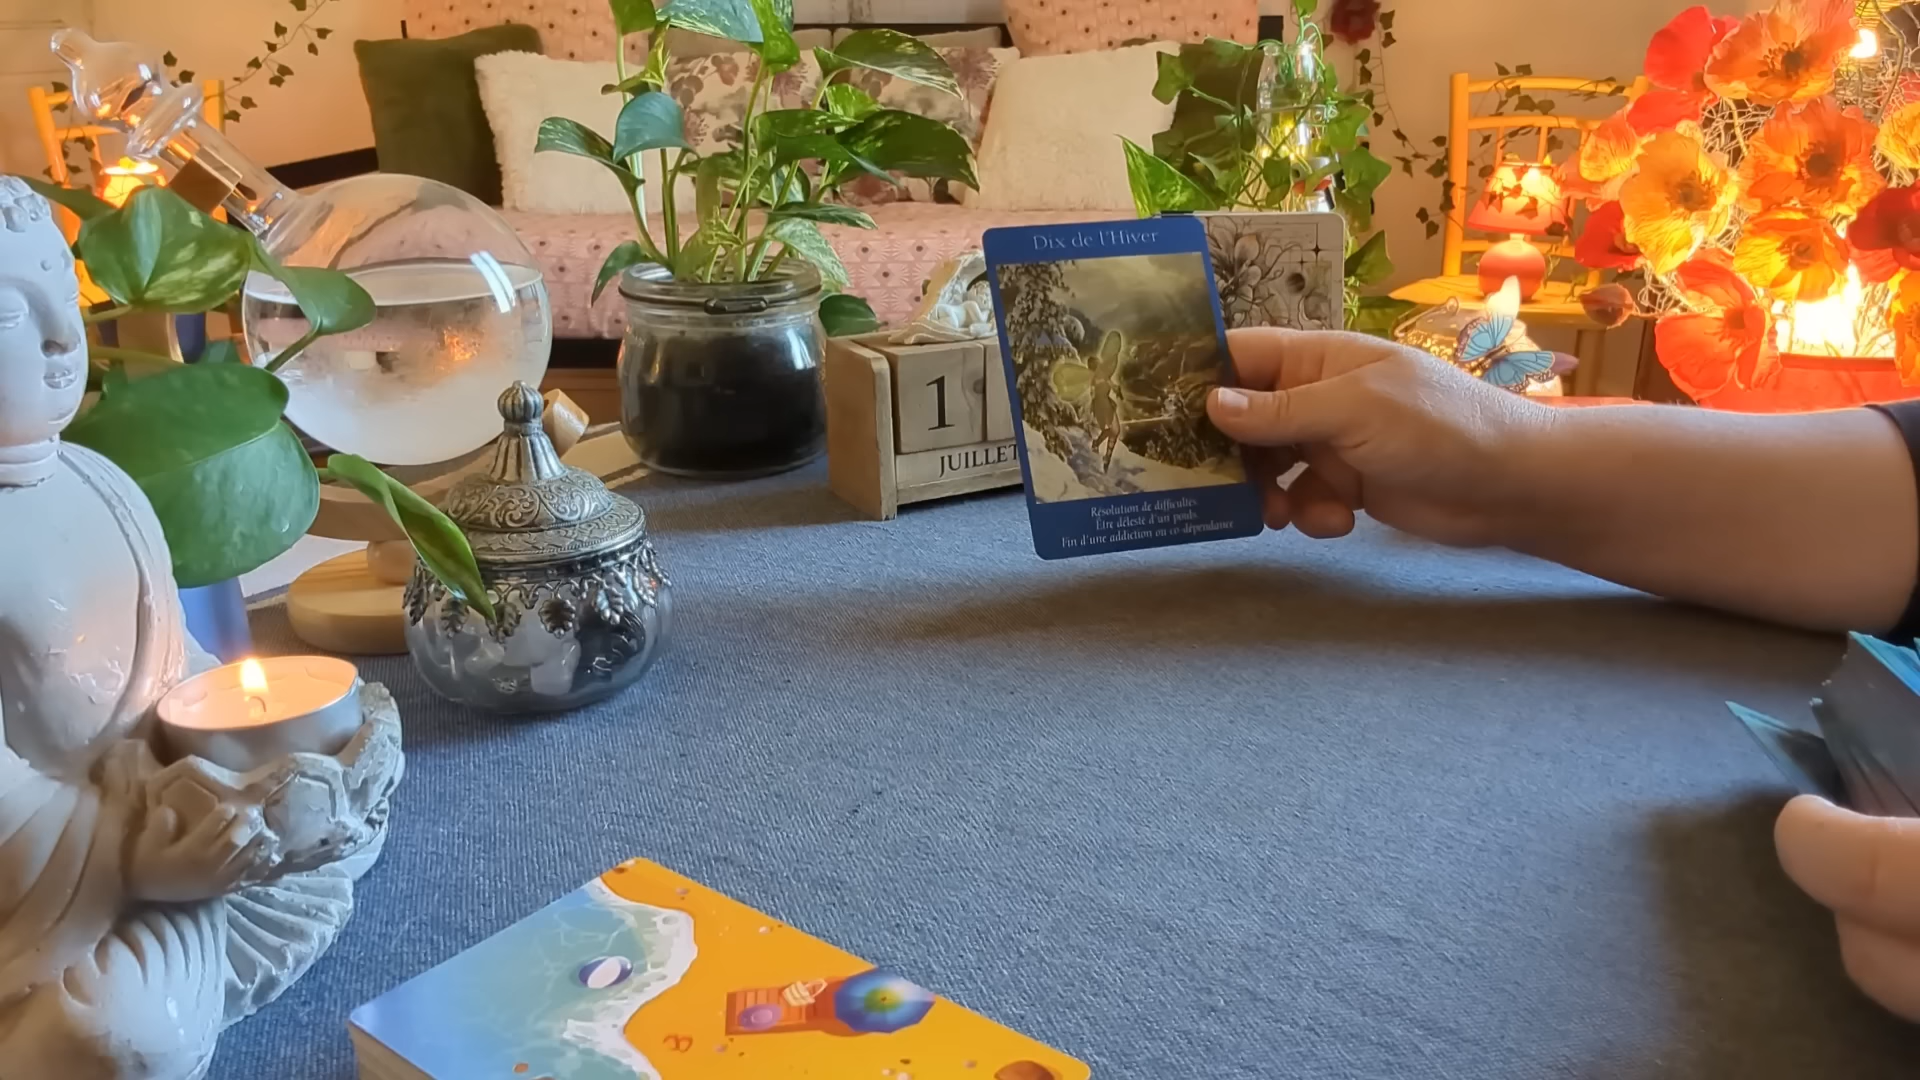 Dix de l'Hiver
Résolution de difficultés
Être délesté d'un poids
Fin d'une addiction ou co-dépendance
1
JUILLET